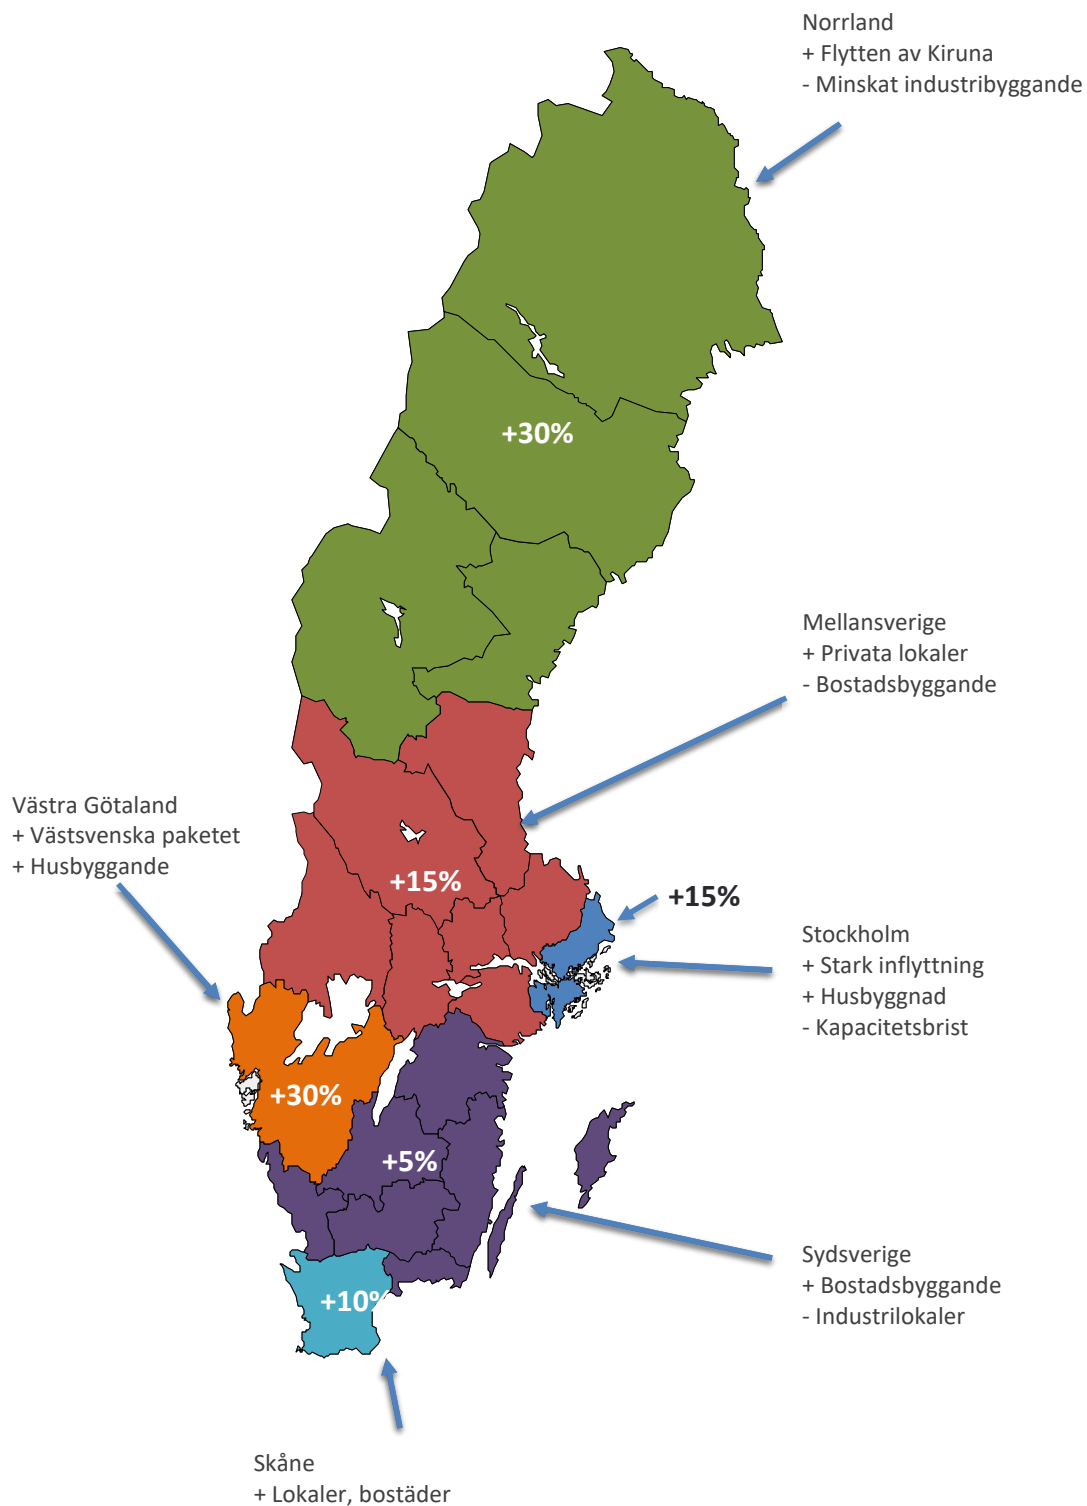 Norrland
+ Flytten av Kiruna
- Minskat industribyggande
+30%
Mellansverige
+ Privata lokaler
- Bostadsbyggande
Västra Götaland
+ Västsvenska paketet
+ Husbyggande
+15%
+15%
Stockholm
+ Stark inflyttning
+ Husbyggnad
- Kapacitetsbrist
+30%
+5%
Sydsverige
+ Bostadsbyggande
- Industrilokaler
+10%
Skåne
+ Lokaler, bostäder